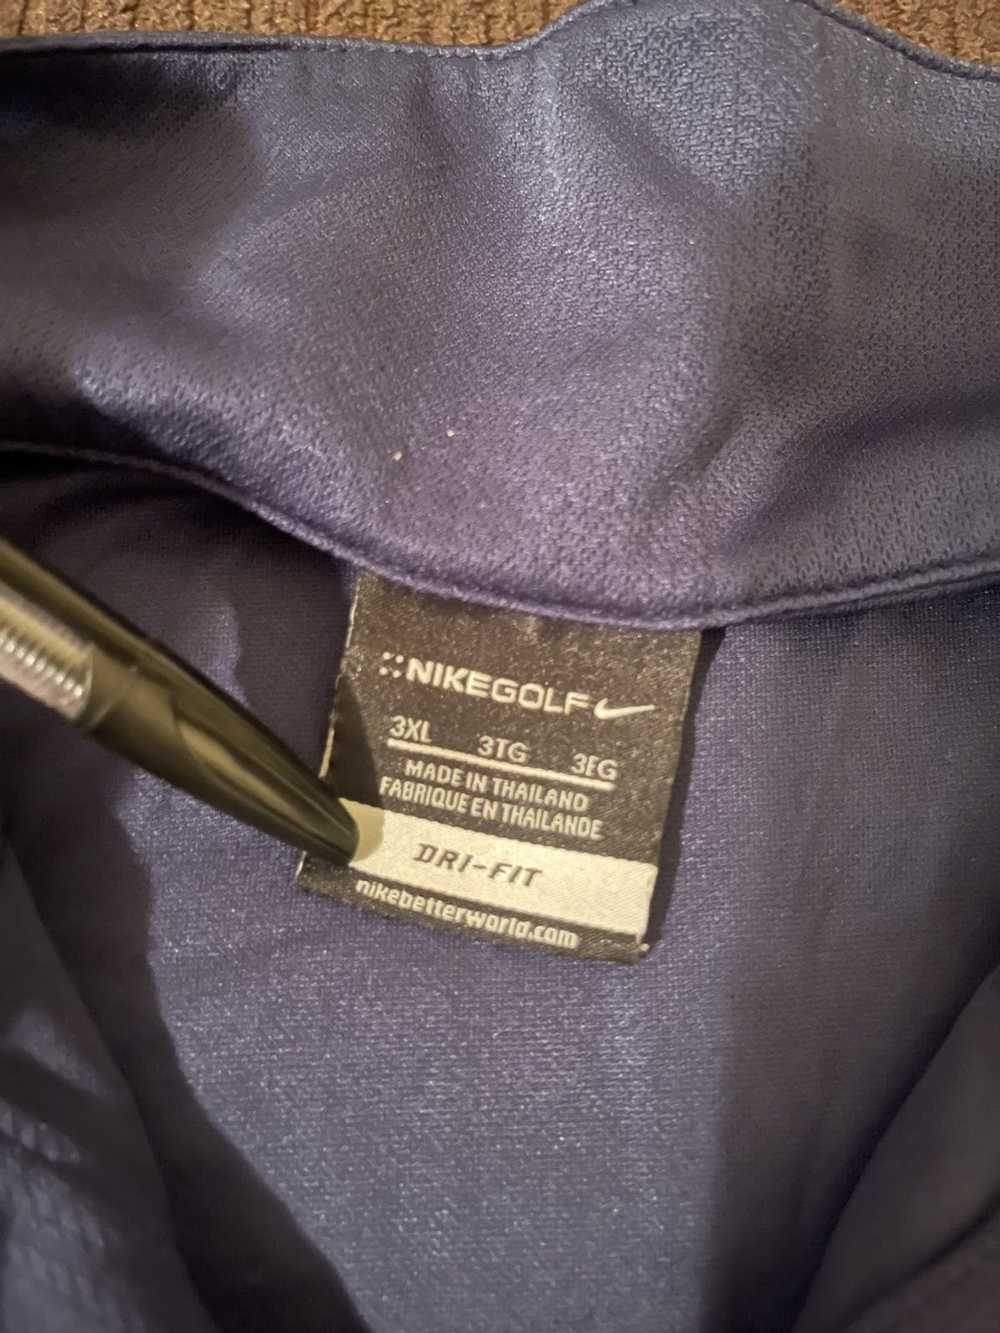 NIKEGOLF
3XL 3TG 3EG
MADE IN THAILAND
FABRIQUE EN THAILANDE
DRI-FIT
nikebetterworld.com